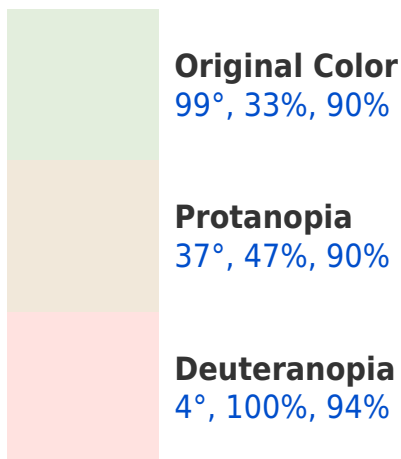 Original Color
99°, 33%, 90%
Protanopia
37°, 47%, 90%
Deuteranopia
4°, 100%, 94%